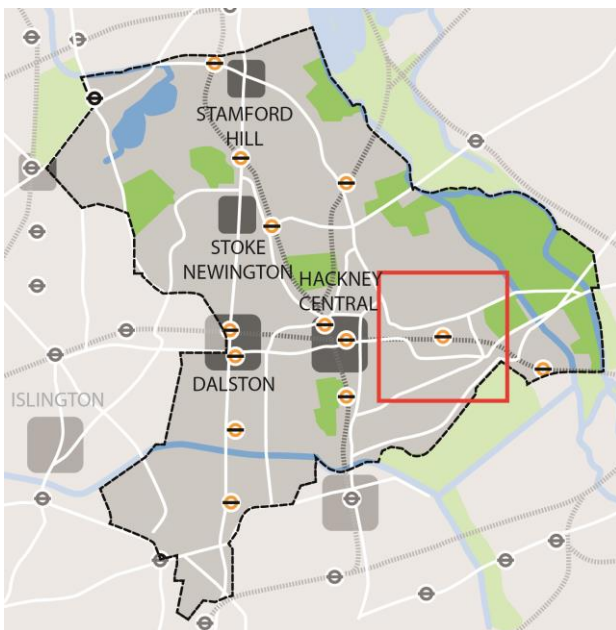 STAMFORD
HILL
STOKE
NEWINGTON
HACKNEY
CENTRAL
DALSTON
ISLINGTON